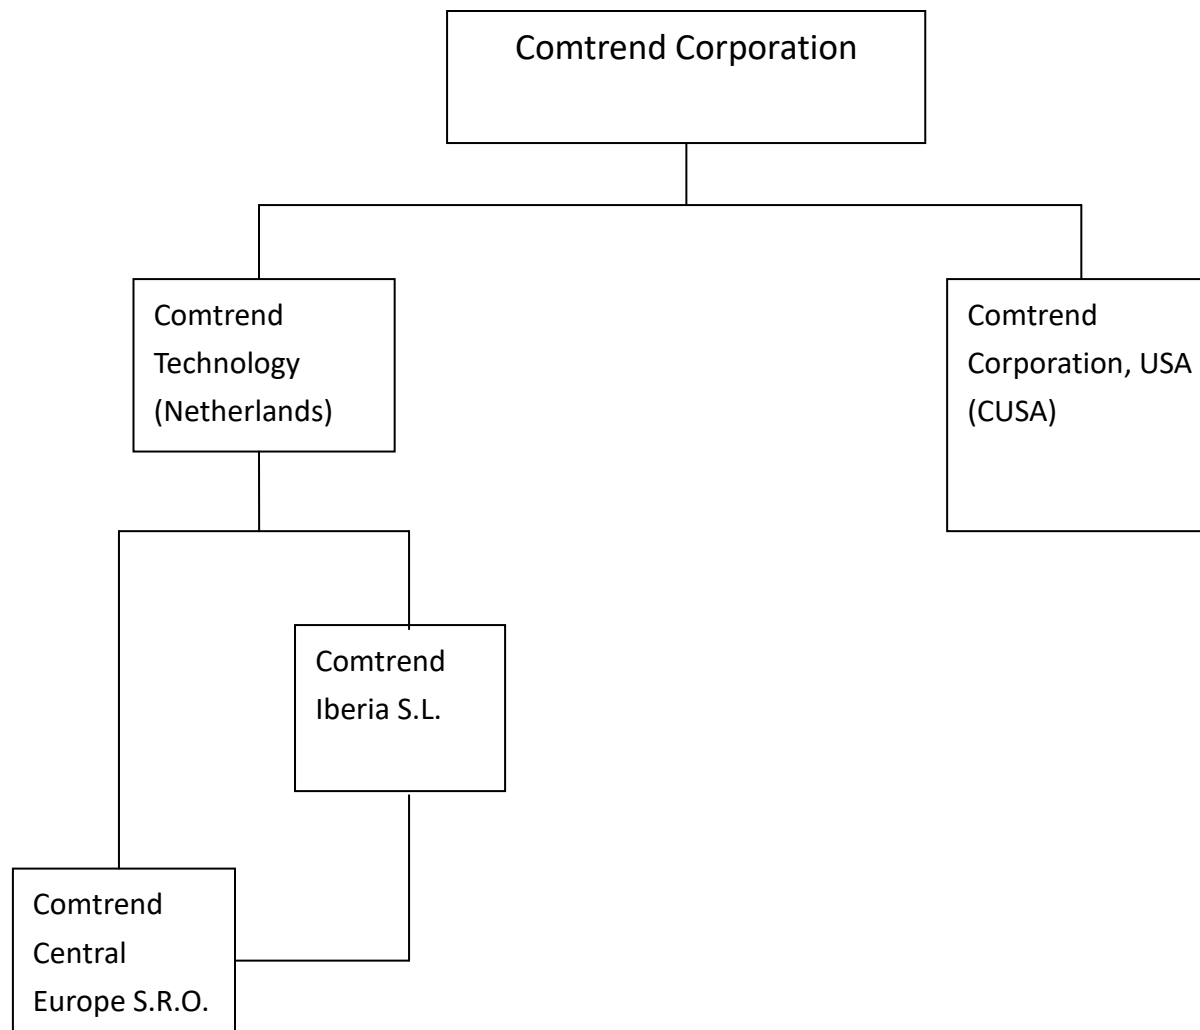 Comtrend Corporation
Comtrend
Technology
(Netherlands)
Comtrend
Corporation, USA
(CUSA)
Comtrend
Iberia S.L.
Comtrend
Central
Europe S.R.O.